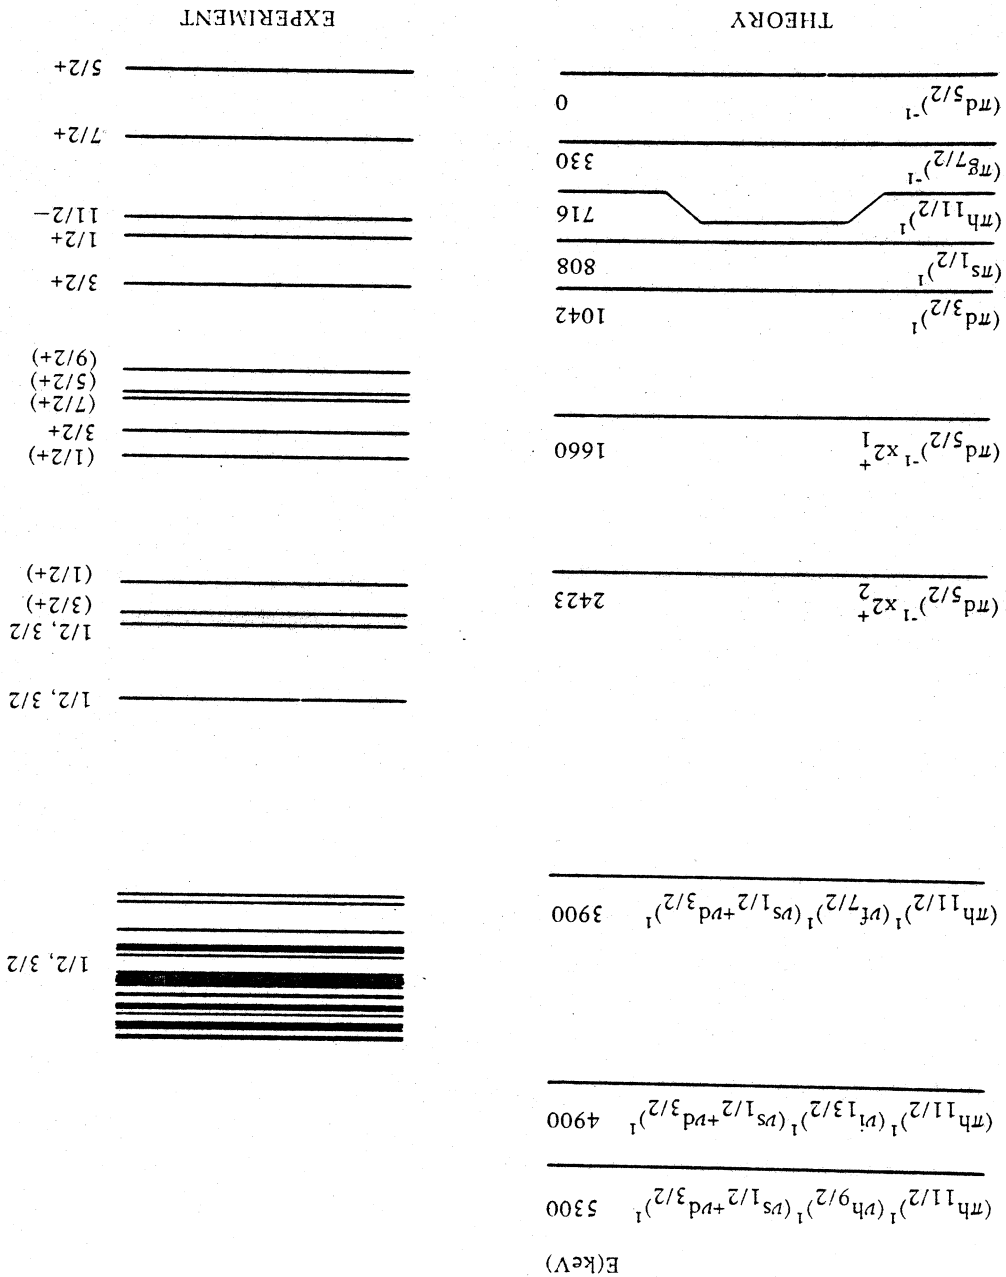 E(keV)
(πh11/2)¹(νh9/2)¹(νs1/2+νd3/2)¹ 5300
(πh11/2)¹(νi13/2)¹(νs1/2+νd3/2)¹ 4900
(πh11/2)¹(νf7/2)¹(νs1/2+νd3/2)¹ 3900
(πd5/2)⁻¹x2⁺₂ 2423
(πd5/2)⁻¹x2⁺₁ 1660
(πd3/2)¹ 1042
(πs1/2)¹ 808
(πh11/2)¹ 716
(πg7/2)⁻¹ 330
(πd5/2)⁻¹ 0
THEORY
1/2, 3/2
1/2, 3/2
1/2, 3/2
(3/2+)
(1/2+)
(1/2+)
3/2+
(7/2+)
(5/2+)
(9/2+)
3/2+
1/2+
11/2−
7/2+
5/2+
EXPERIMENT